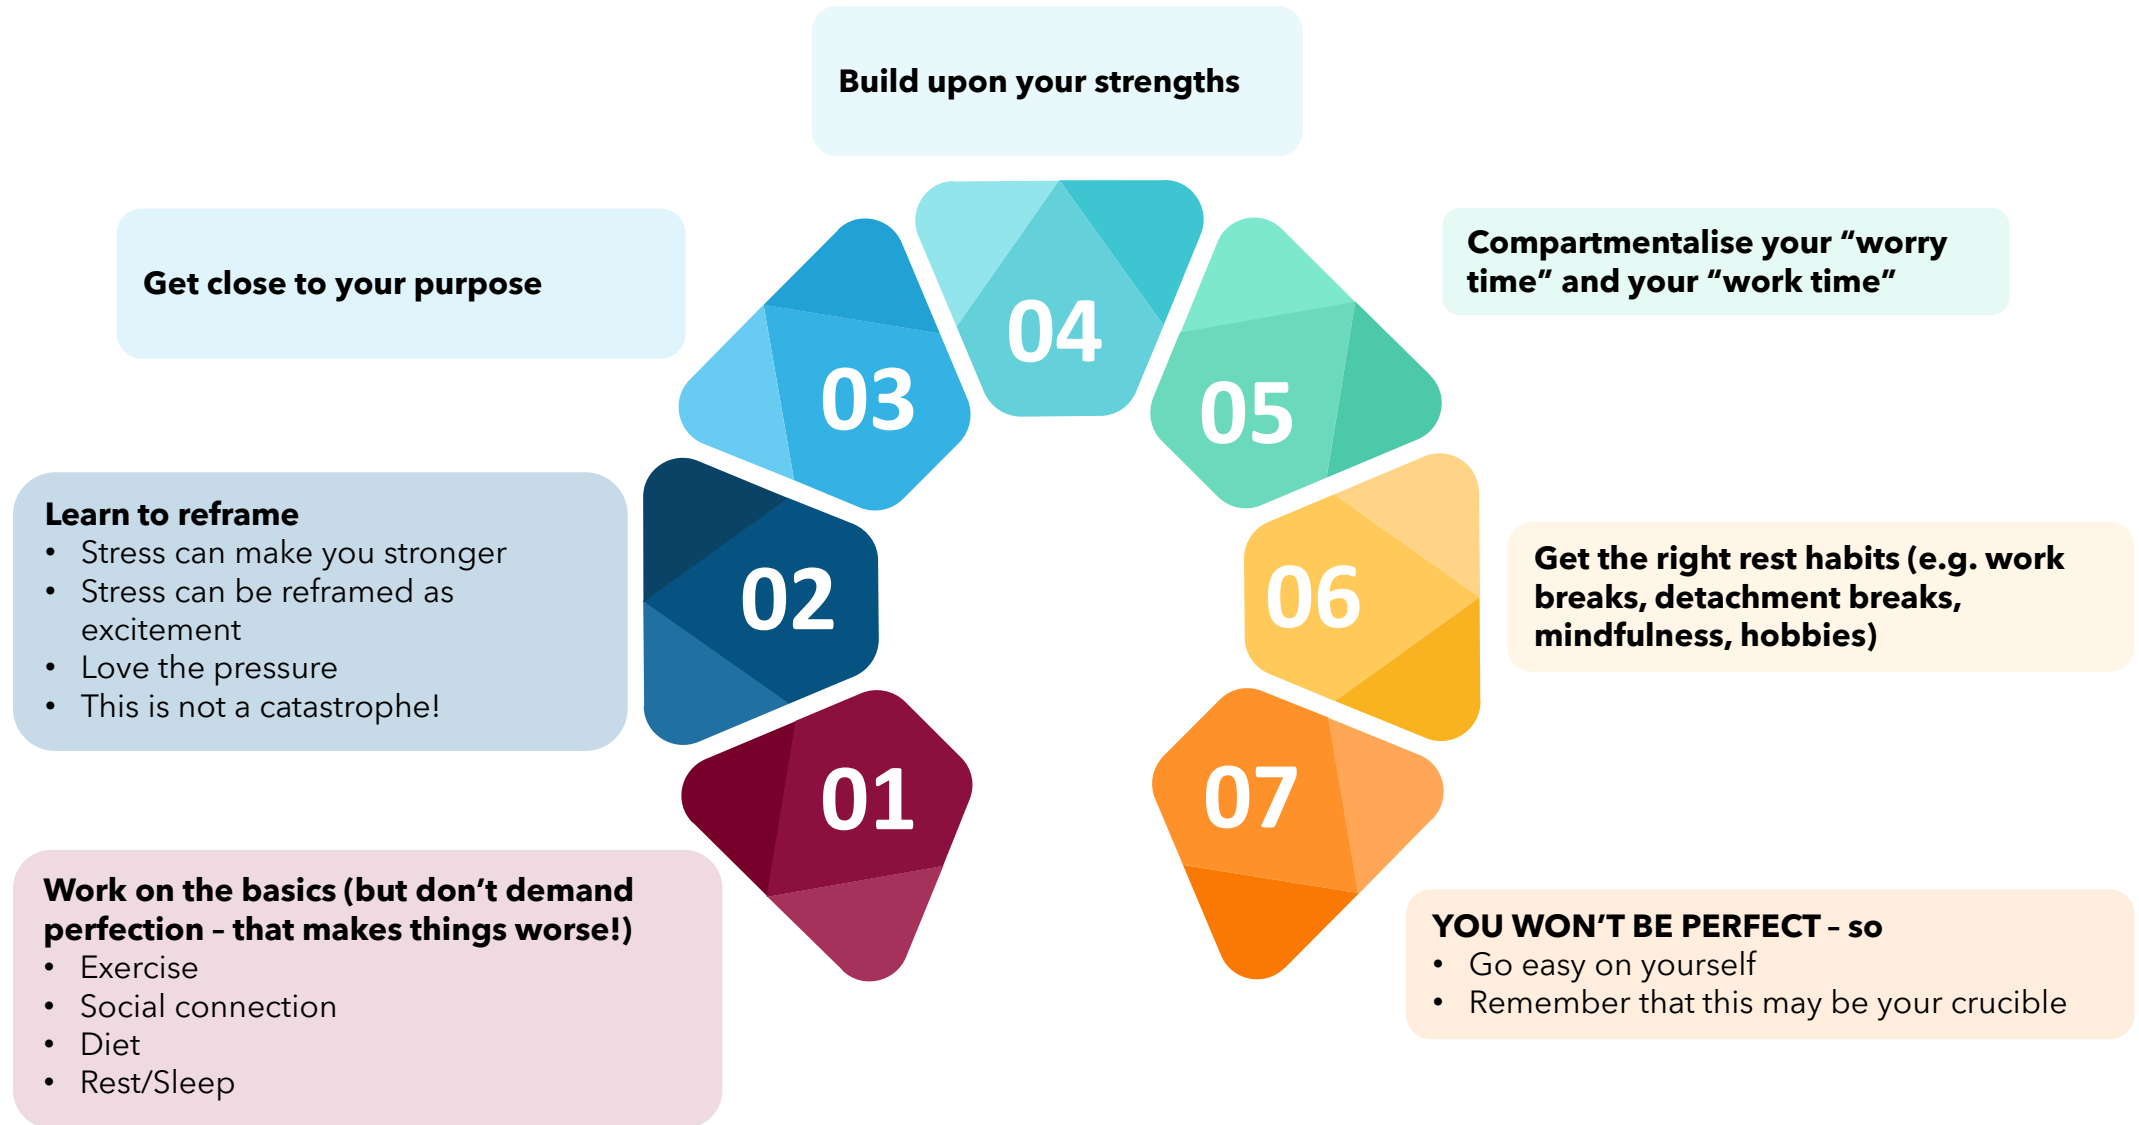 01
Work on the basics (but don’t demand
perfection – that makes things worse!)
• Exercise
• Social connection
• Diet
• Rest/Sleep
02
Learn to reframe
• Stress can make you stronger
• Stress can be reframed as
excitement
• Love the pressure
• This is not a catastrophe!
03
Get close to your purpose
04
Build upon your strengths
05
Compartmentalise your “worry
time” and your “work time”
06
Get the right rest habits (e.g. work
breaks, detachment breaks,
mindfulness, hobbies)
07
YOU WON’T BE PERFECT – so
• Go easy on yourself
• Remember that this may be your crucible